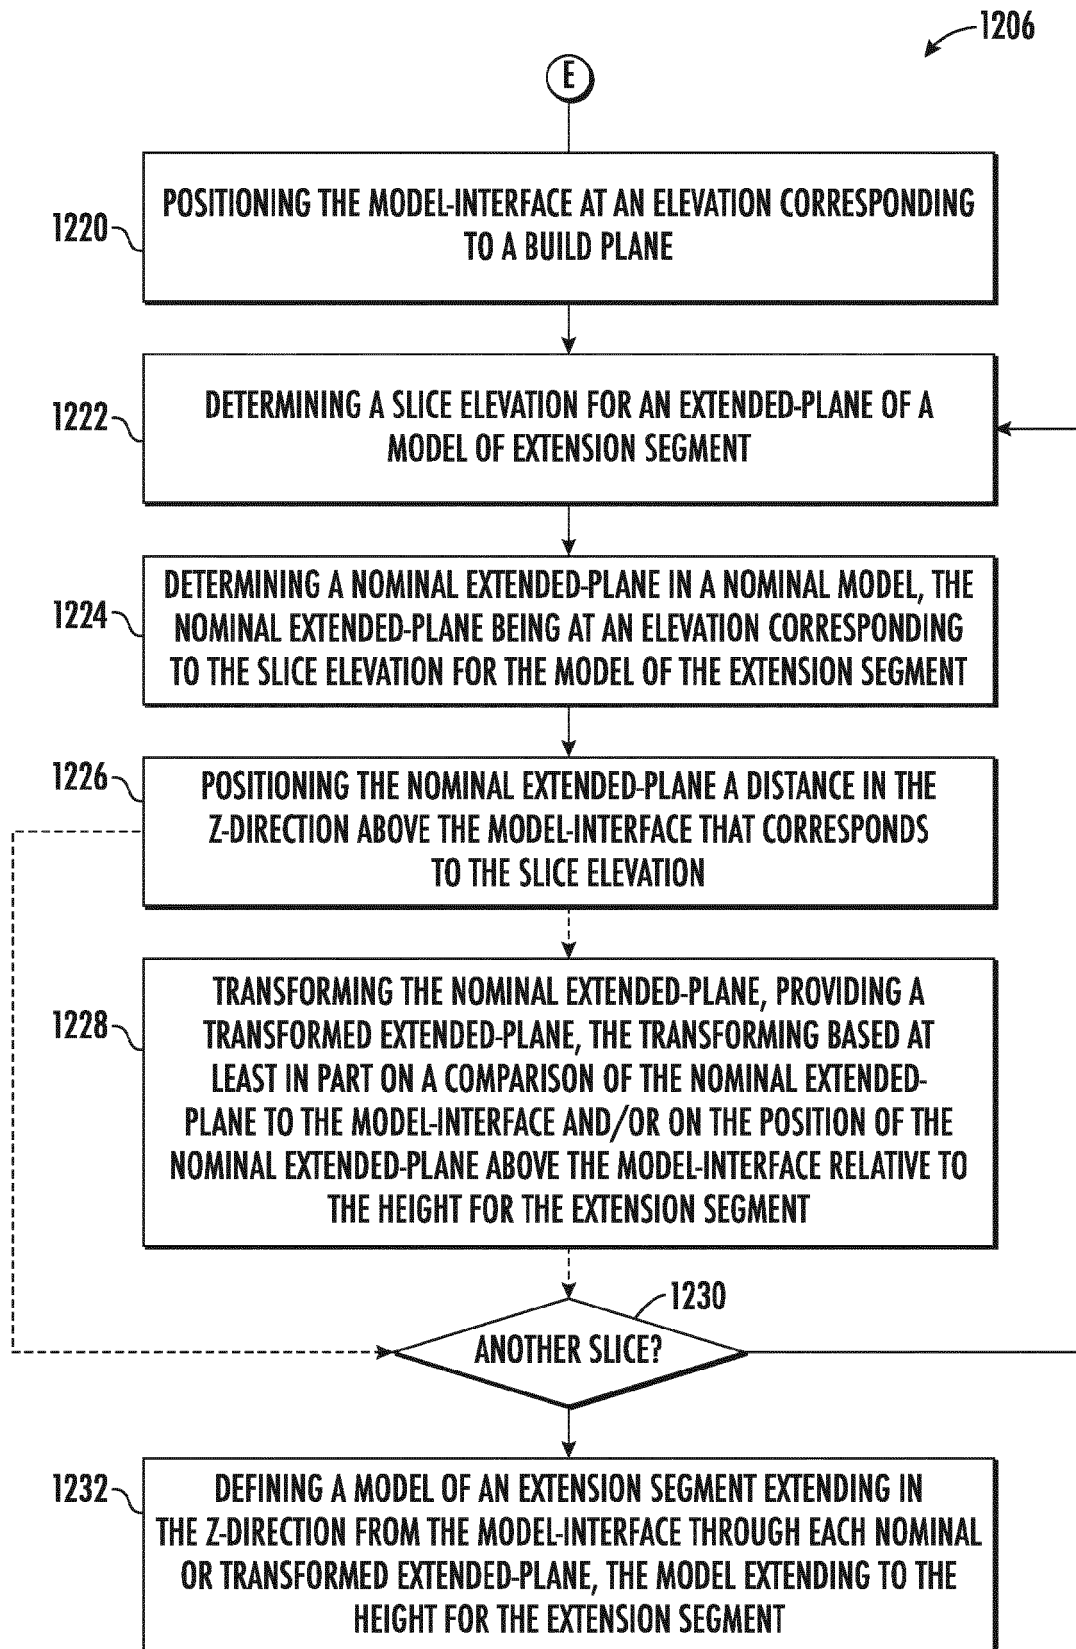 1206
E
1220
POSITIONING THE MODEL-INTERFACE AT AN ELEVATION CORRESPONDING
TO A BUILD PLANE
1222
DETERMINING A SLICE ELEVATION FOR AN EXTENDED-PLANE OF A
MODEL OF EXTENSION SEGMENT
1224
DETERMINING A NOMINAL EXTENDED-PLANE IN A NOMINAL MODEL, THE
NOMINAL EXTENDED-PLANE BEING AT AN ELEVATION CORRESPONDING
TO THE SLICE ELEVATION FOR THE MODEL OF THE EXTENSION SEGMENT
1226
POSITIONING THE NOMINAL EXTENDED-PLANE A DISTANCE IN THE
Z-DIRECTION ABOVE THE MODEL-INTERFACE THAT CORRESPONDS
TO THE SLICE ELEVATION
1228
TRANSFORMING THE NOMINAL EXTENDED-PLANE, PROVIDING A
TRANSFORMED EXTENDED-PLANE, THE TRANSFORMING BASED AT
LEAST IN PART ON A COMPARISON OF THE NOMINAL EXTENDED-
PLANE TO THE MODEL-INTERFACE AND/OR ON THE POSITION OF THE
NOMINAL EXTENDED-PLANE ABOVE THE MODEL-INTERFACE RELATIVE TO
THE HEIGHT FOR THE EXTENSION SEGMENT
1230
ANOTHER SLICE?
1232
DEFINING A MODEL OF AN EXTENSION SEGMENT EXTENDING IN
THE Z-DIRECTION FROM THE MODEL-INTERFACE THROUGH EACH NOMINAL
OR TRANSFORMED EXTENDED-PLANE, THE MODEL EXTENDING TO THE
HEIGHT FOR THE EXTENSION SEGMENT